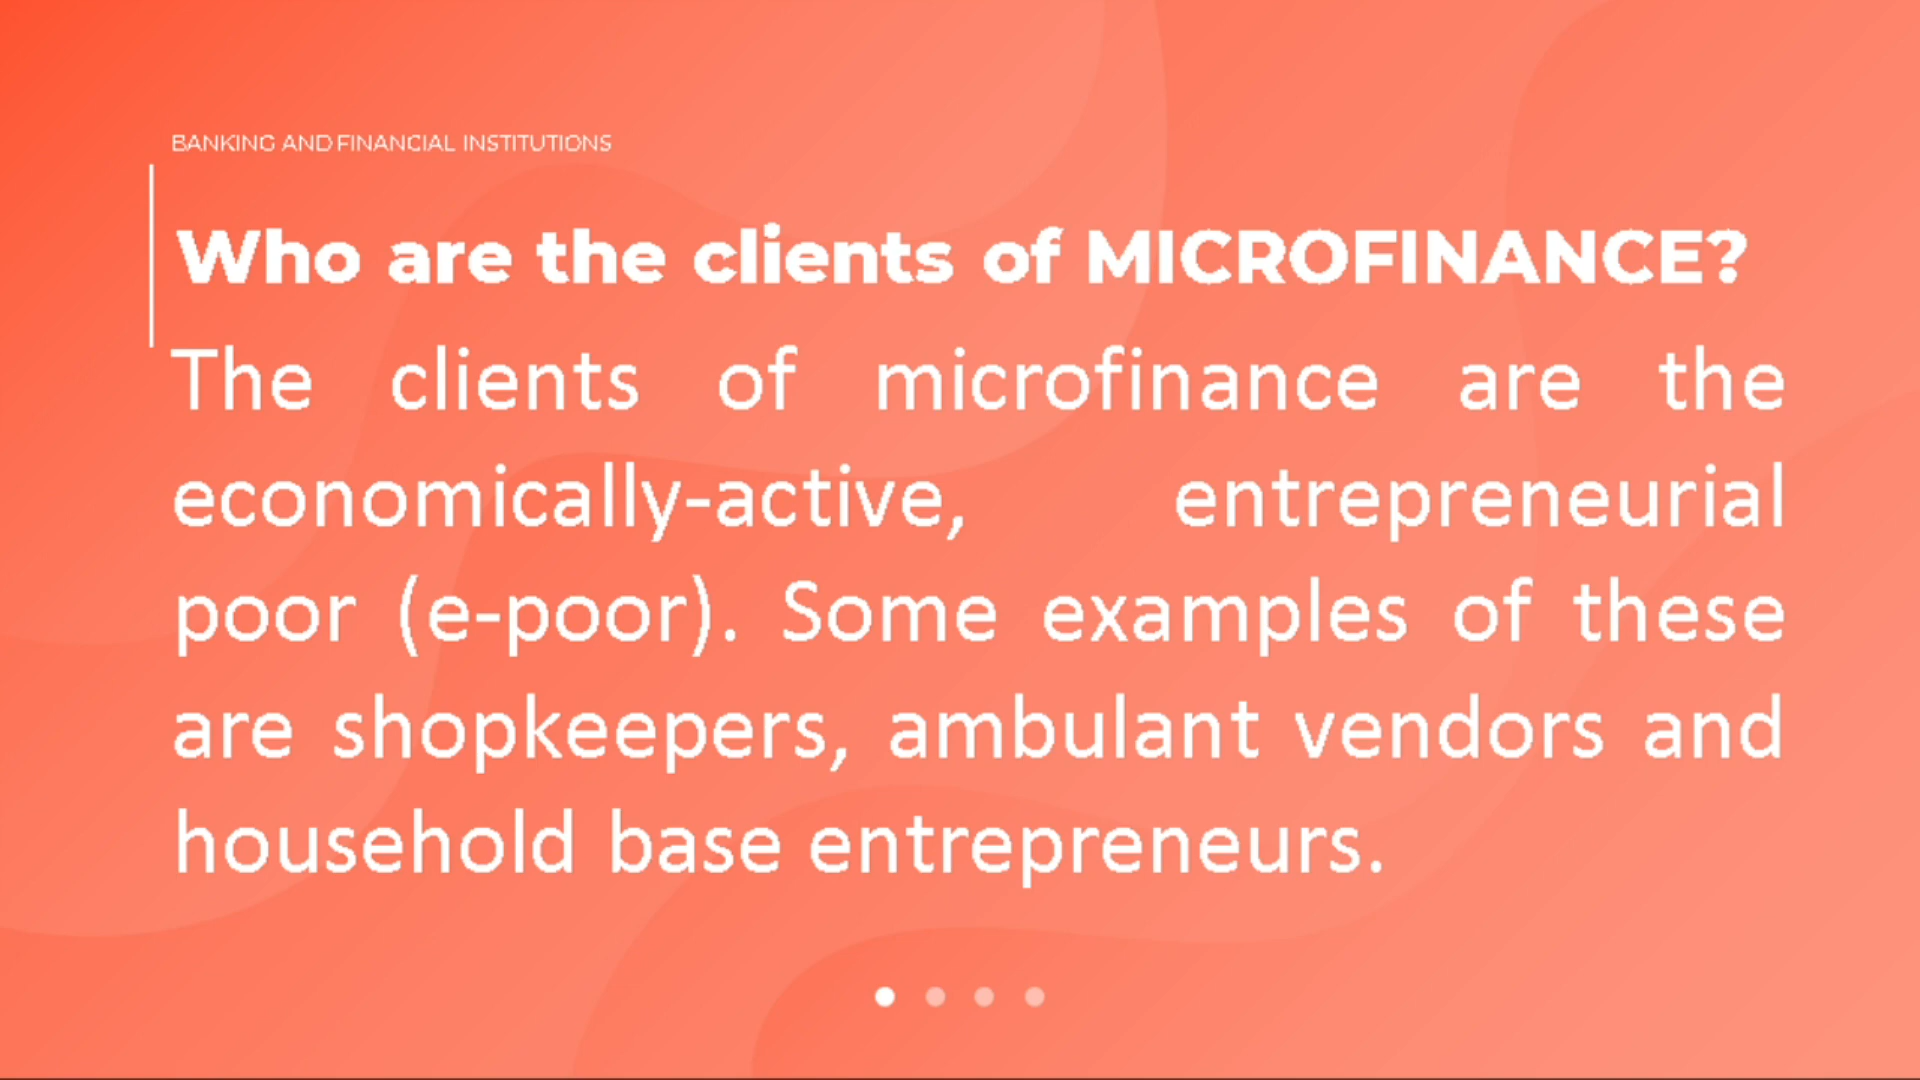 BANKING AND FINANCIAL INSTITUTIONS
Who are the clients of MICROFINANCE?
The clients of microfinance are the
economically-active, entrepreneurial
poor (e-poor). Some examples of these
are shopkeepers, ambulant vendors and
household base entrepreneurs.